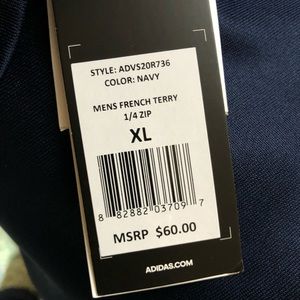 STYLE: ADVS20R736
COLOR: NAVY
MENS FRENCH TERRY
1/4 ZIP
XL
8 82882 03709 7
MSRP $60.00
ADIDAS.COM